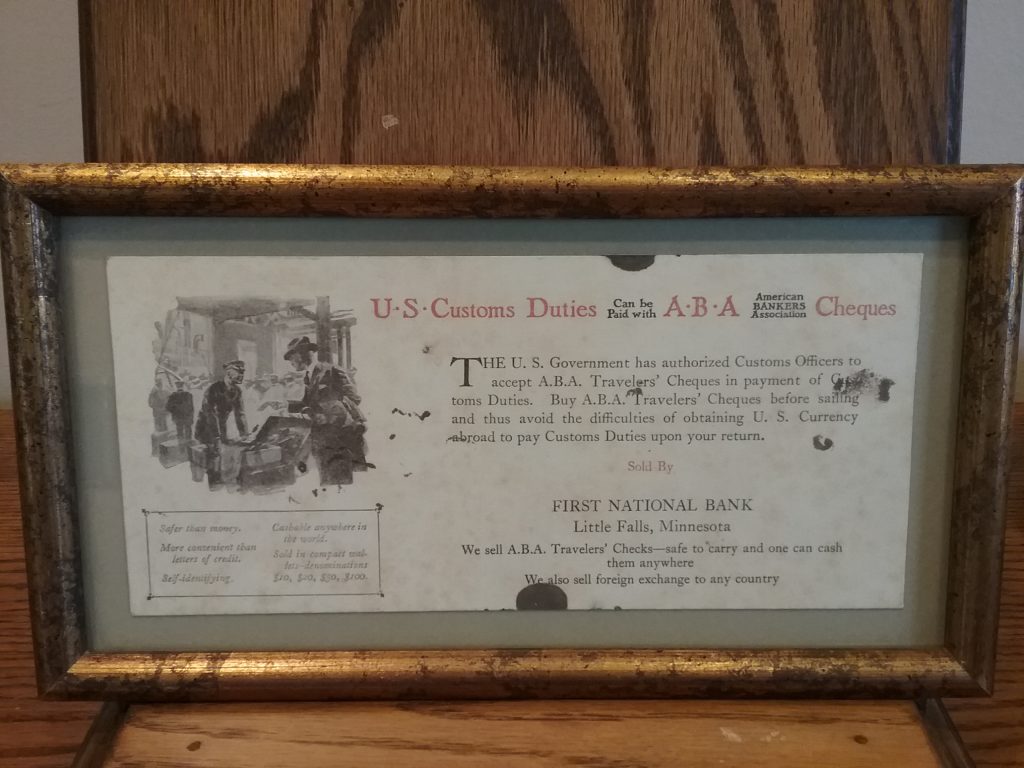 U·S·Customs Duties Can be Paid with A·B·A American BANKERS Association Cheques
THE U. S. Government has authorized Customs Officers to
accept A.B.A. Travelers' Cheques in payment of Cus-
toms Duties. Buy A.B.A. Travelers' Cheques before sailing
and thus avoid the difficulties of obtaining U. S. Currency
abroad to pay Customs Duties upon your return.
Sold By
FIRST NATIONAL BANK
Little Falls, Minnesota
We sell A.B.A. Travelers' Checks—safe to carry and one can cash
them anywhere
We also sell foreign exchange to any country
Safer than money.
More convenient than
letters of credit.
Self-identifying.
Cashable anywhere in
the world.
Sold in compact wal-
lets—denominations
$10, $20, $50, $100.